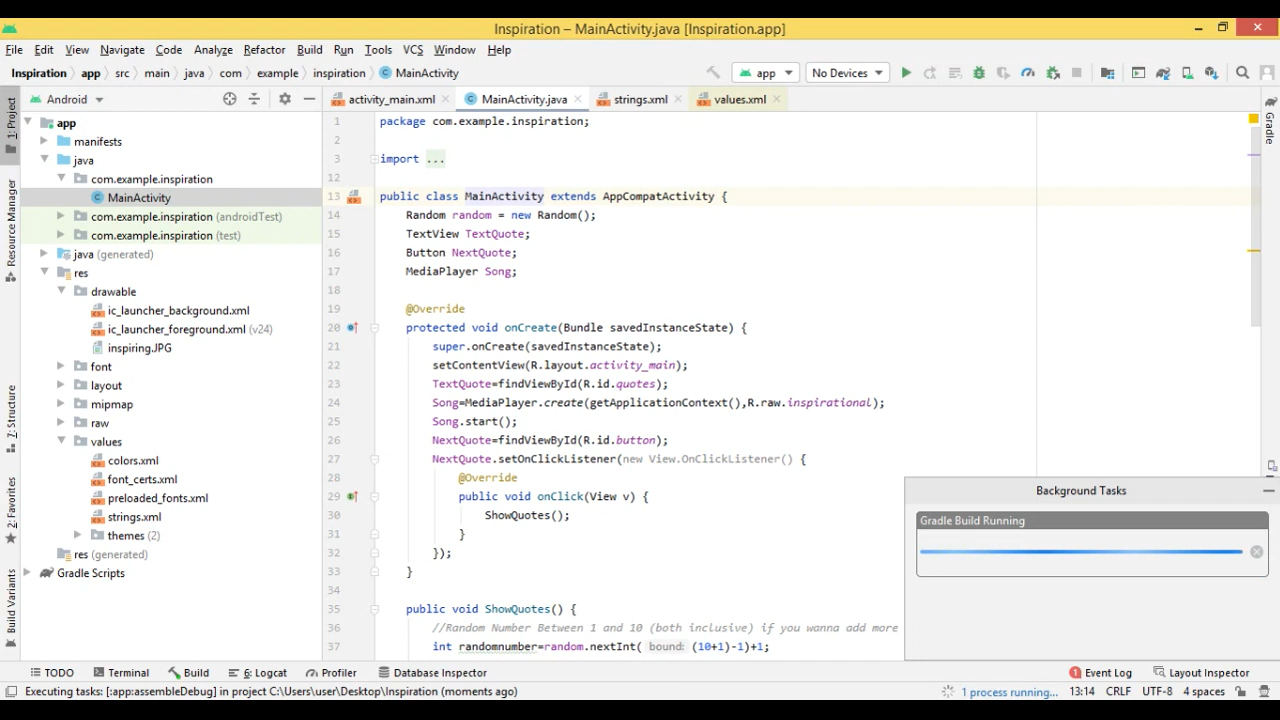 Inspiration – MainActivity.java [Inspiration.app]
File Edit View Navigate Code Analyze Refactor Build Run Tools VCS Window Help
Inspiration app src main java com example inspiration MainActivity
app No Devices
Android
activity_main.xml MainActivity.java strings.xml values.xml
1: Project
Resource Manager
Z: Structure
2: Favorites
Build Variants
app
manifests
java
com.example.inspiration
MainActivity
com.example.inspiration (androidTest)
com.example.inspiration (test)
java (generated)
res
drawable
ic_launcher_background.xml
ic_launcher_foreground.xml (v24)
inspiring.JPG
font
layout
mipmap
raw
values
colors.xml
font_certs.xml
preloaded_fonts.xml
strings.xml
themes (2)
res (generated)
Gradle Scripts
1 package com.example.inspiration;
2
3 import ...
12
13 public class MainActivity extends AppCompatActivity {
14 Random random = new Random();
15 TextView TextQuote;
16 Button NextQuote;
17 MediaPlayer Song;
18
19 @Override
20 protected void onCreate(Bundle savedInstanceState) {
21 super.onCreate(savedInstanceState);
22 setContentView(R.layout.activity_main);
23 TextQuote=findViewById(R.id.quotes);
24 Song=MediaPlayer.create(getApplicationContext(),R.raw.inspirational);
25 Song.start();
26 NextQuote=findViewById(R.id.button);
27 NextQuote.setOnClickListener(new View.OnClickListener() {
28 @Override
29 public void onClick(View v) {
30 ShowQuotes();
31 }
32 });
33 }
34
35 public void ShowQuotes() {
36 //Random Number Between 1 and 10 (both inclusive) if you wanna add more
37 int randomnumber=random.nextInt( bound: (10+1)-1)+1;
Gradle
Background Tasks
Gradle Build Running
TODO Terminal Build 6: Logcat Profiler Database Inspector 1 Event Log Layout Inspector
Executing tasks: [:app:assembleDebug] in project C:\Users\user\Desktop\Inspiration (moments ago) 1 process running... 13:14 CRLF UTF-8 4 spaces